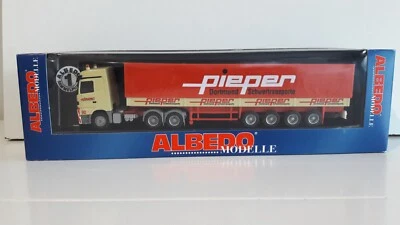 ALBEDO
MODELLE
pieper
Dortmund Schwertransporte
pieper pieper pieper pieper
ALBEDO
MODELLE
ALBEDO
MODELLE